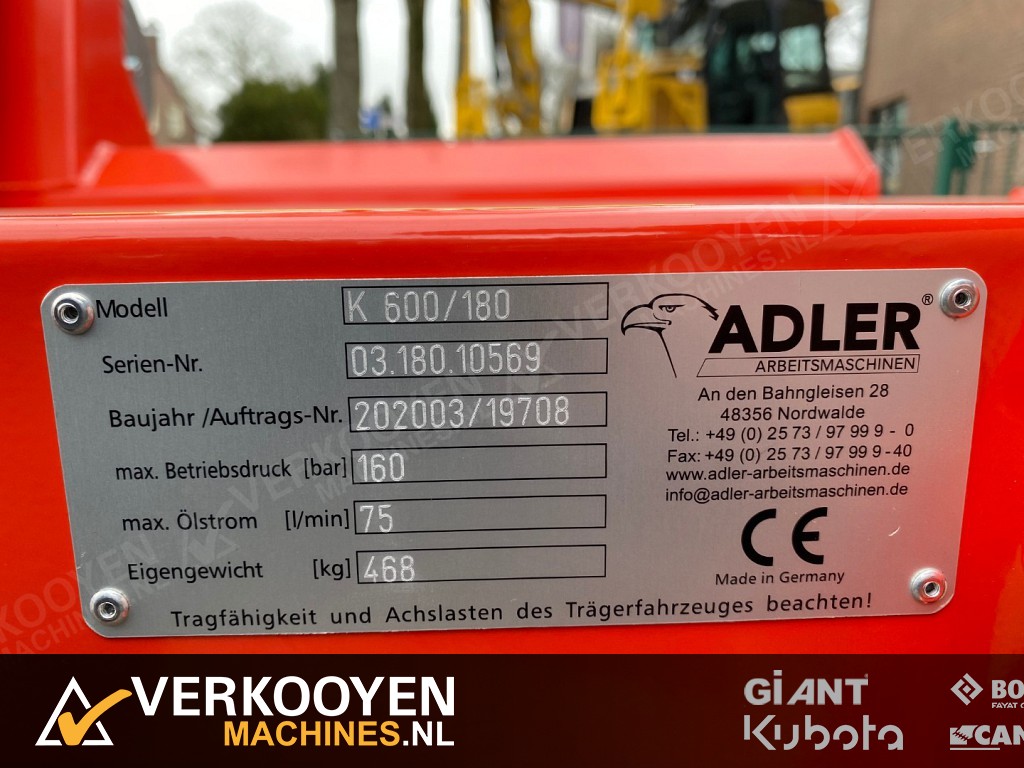 Modell K 600/180
Serien-Nr. 03.180.10569
Baujahr /Auftrags-Nr. 202003/19708
max. Betriebsdruck [bar] 160
max. Ölstrom [l/min] 75
Eigengewicht [kg] 468
ADLER®
ARBEITSMASCHINEN
An den Bahngleisen 28
48356 Nordwalde
Tel.: +49 (0) 25 73 / 97 99 9 - 0
Fax: +49 (0) 25 73 / 97 99 9 - 40
www.adler-arbeitsmaschinen.de
info@adler-arbeitsmaschinen.de
CE
Made in Germany
Tragfähigkeit und Achslasten des Trägerfahrzeuges beachten!
VERKOOYEN
MACHINES.NL
GiANT
Kubota
BO
FAYAT
CAN